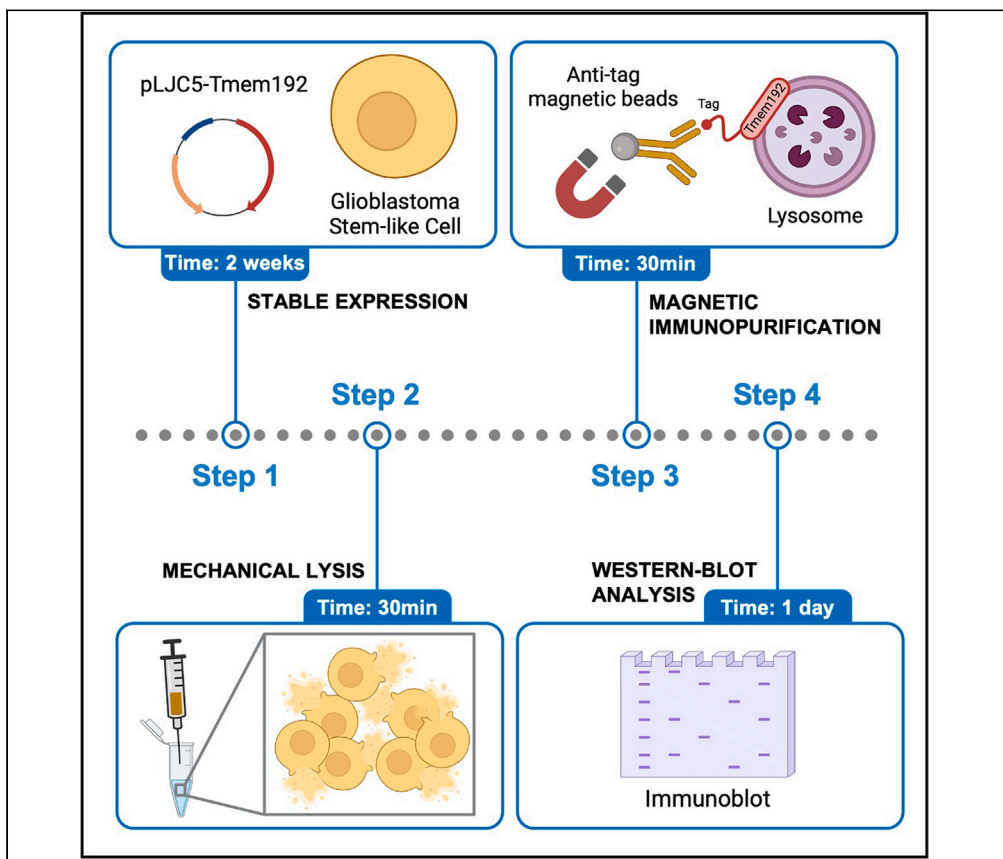 pLJC5-Tmem192
Glioblastoma
Stem-like Cell
Time: 2 weeks
STABLE EXPRESSION
Anti-tag
magnetic beads
Tag
Tmem192
Lysosome
Time: 30min
MAGNETIC
IMMUNOPURIFICATION
Step 1
Step 2
Step 3
Step 4
MECHANICAL LYSIS
Time: 30min
WESTERN-BLOT
ANALYSIS
Time: 1 day
Immunoblot